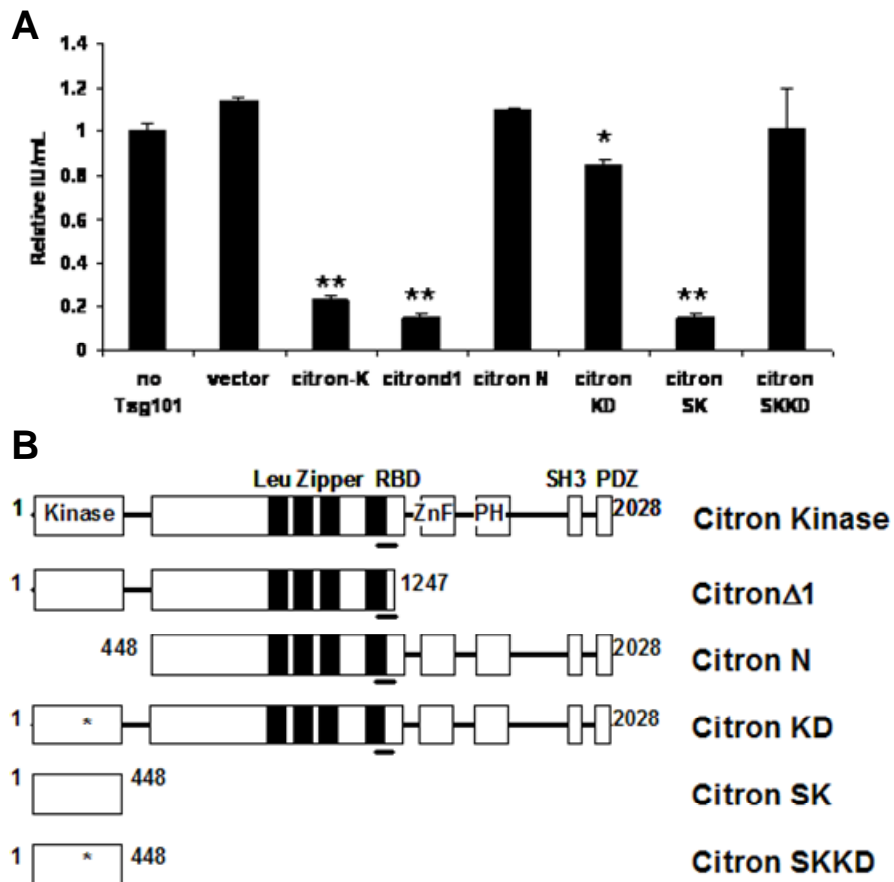 A
1.4
1.2
1
0.8
0.6
0.4
0.2
0
Relative IU/mL
*
**
**
**
no Tsg101
vector
citron-K
citrond1
citron N
citron KD
citron SK
citron SKKD
B
Leu Zipper RBD SH3 PDZ
1 Kinase ZnF PH 2028 Citron Kinase
1 1247 CitronΔ1
448 2028 Citron N
1 * 2028 Citron KD
1 448 Citron SK
1 * 448 Citron SKKD